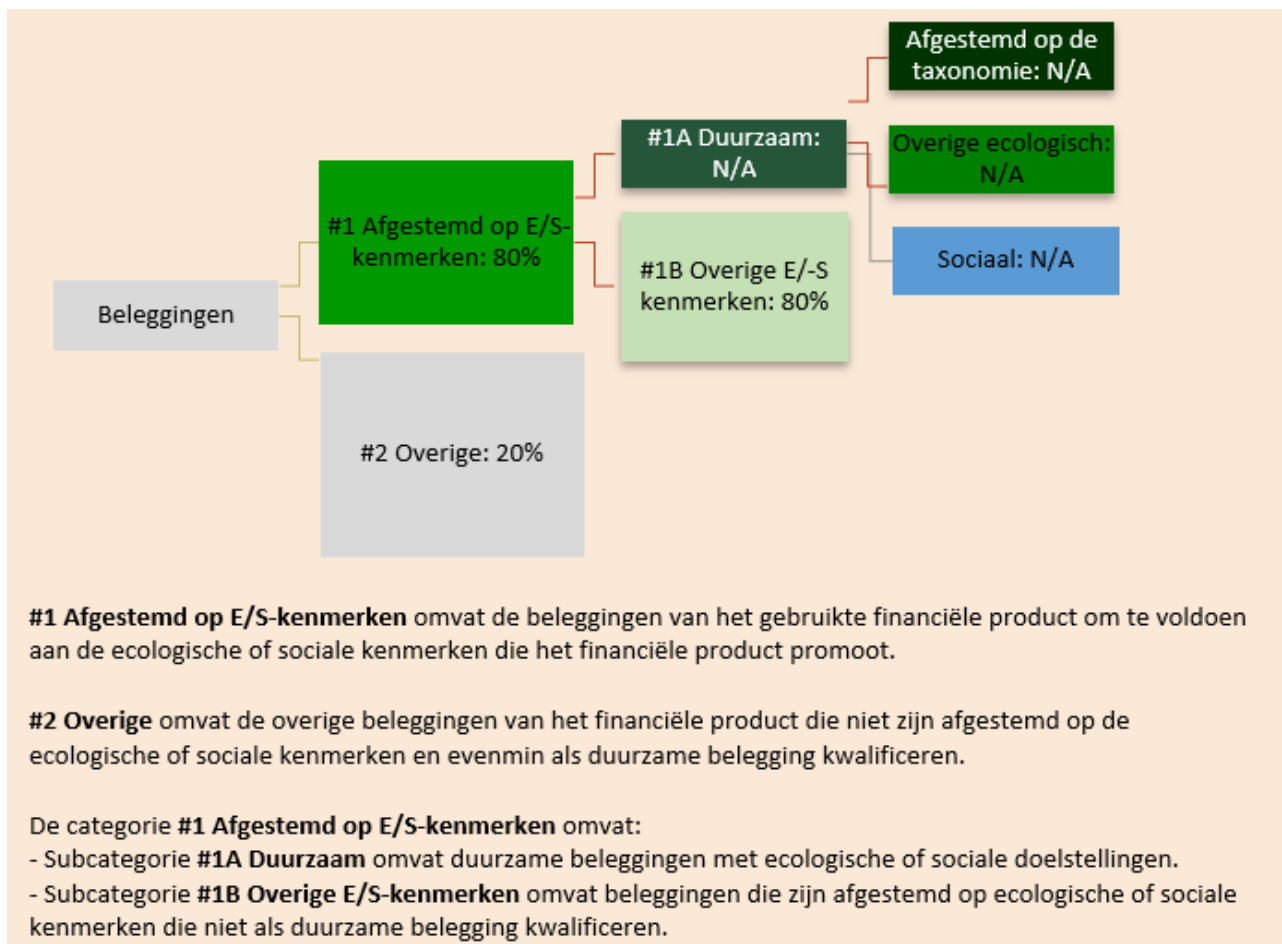 Afgestemd op de
taxonomie: N/A
#1A Duurzaam:
N/A
Overige ecologisch:
N/A
#1 Afgestemd op E/S-
kenmerken: 80%
#1B Overige E/-S
kenmerken: 80%
Sociaal: N/A
Beleggingen
#2 Overige: 20%
#1 Afgestemd op E/S-kenmerken omvat de beleggingen van het gebruikte financiële product om te voldoen
aan de ecologische of sociale kenmerken die het financiële product promoot.
#2 Overige omvat de overige beleggingen van het financiële product die niet zijn afgestemd op de
ecologische of sociale kenmerken en evenmin als duurzame belegging kwalificeren.
De categorie #1 Afgestemd op E/S-kenmerken omvat:
- Subcategorie #1A Duurzaam omvat duurzame beleggingen met ecologische of sociale doelstellingen.
- Subcategorie #1B Overige E/S-kenmerken omvat beleggingen die zijn afgestemd op ecologische of sociale
kenmerken die niet als duurzame belegging kwalificeren.